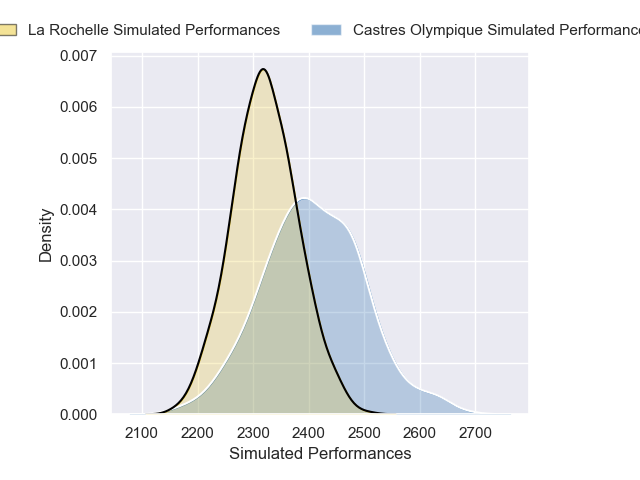 La Rochelle Simulated Performances
Castres Olympique Simulated Performanc
0.007
0.006
0.005
0.004
0.003
0.002
0.001
0.000
Density
2100 2200 2300 2400 2500 2600 2700
Simulated Performances